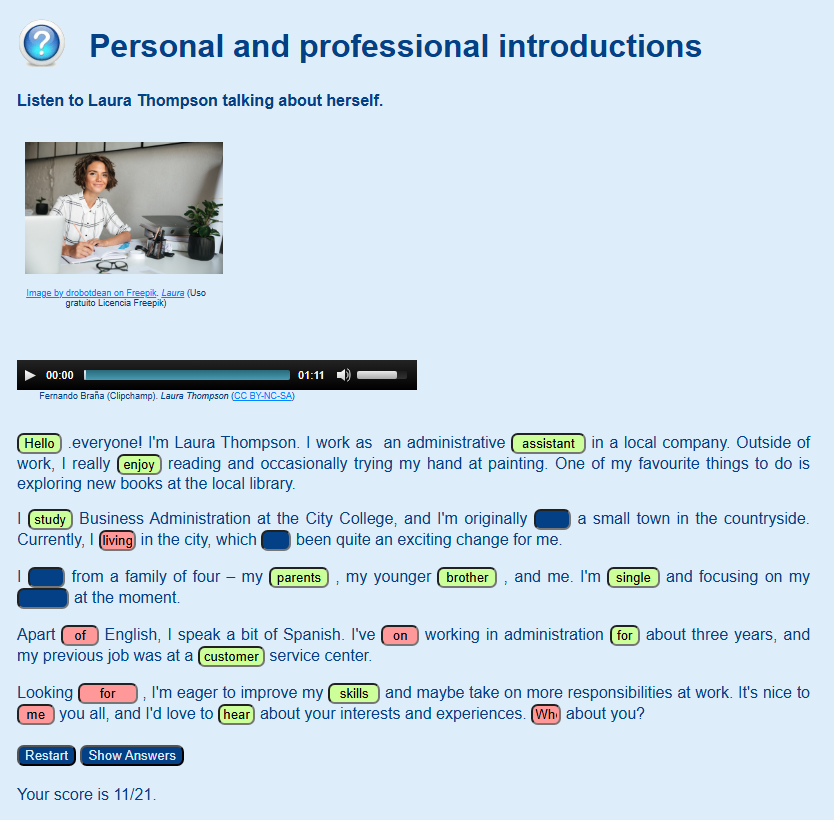 Personal and professional introductions
Listen to Laura Thompson talking about herself.
Image by drobotdean on Freepik. Laura (Uso
gratuito Licencia Freepik)
00:00 01:11
Fernando Braña (Clipchamp). Laura Thompson (CC BY-NC-SA)
Hello .everyone! I'm Laura Thompson. I work as an administrative assistant in a local company. Outside of
work, I really enjoy reading and occasionally trying my hand at painting. One of my favourite things to do is
exploring new books at the local library.
I study Business Administration at the City College, and I'm originally a small town in the countryside.
Currently, I living in the city, which been quite an exciting change for me.
I from a family of four – my parents , my younger brother , and me. I'm single and focusing on my
at the moment.
Apart of English, I speak a bit of Spanish. I've on working in administration for about three years, and
my previous job was at a customer service center.
Looking for , I'm eager to improve my skills and maybe take on more responsibilities at work. It's nice to
me you all, and I'd love to hear about your interests and experiences. about you?
Restart Show Answers
Your score is 11/21.